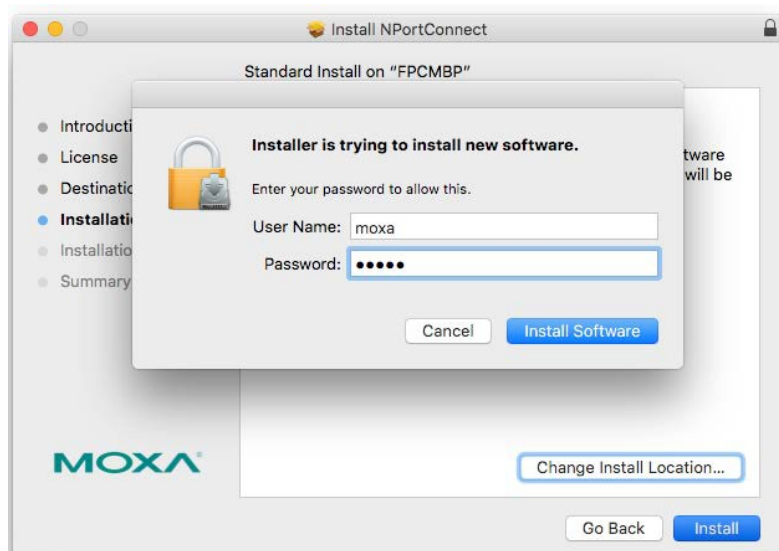 Install NPortConnect
Standard Install on "FPCMBP"
Installer is trying to install new software.
Enter your password to allow this.
User Name: moxa
Password: •••••
Cancel Install Software
Introducti
License
Destinatio
Installati
Installatio
Summary
tware
will be
MOXA
Change Install Location...
Go Back Install